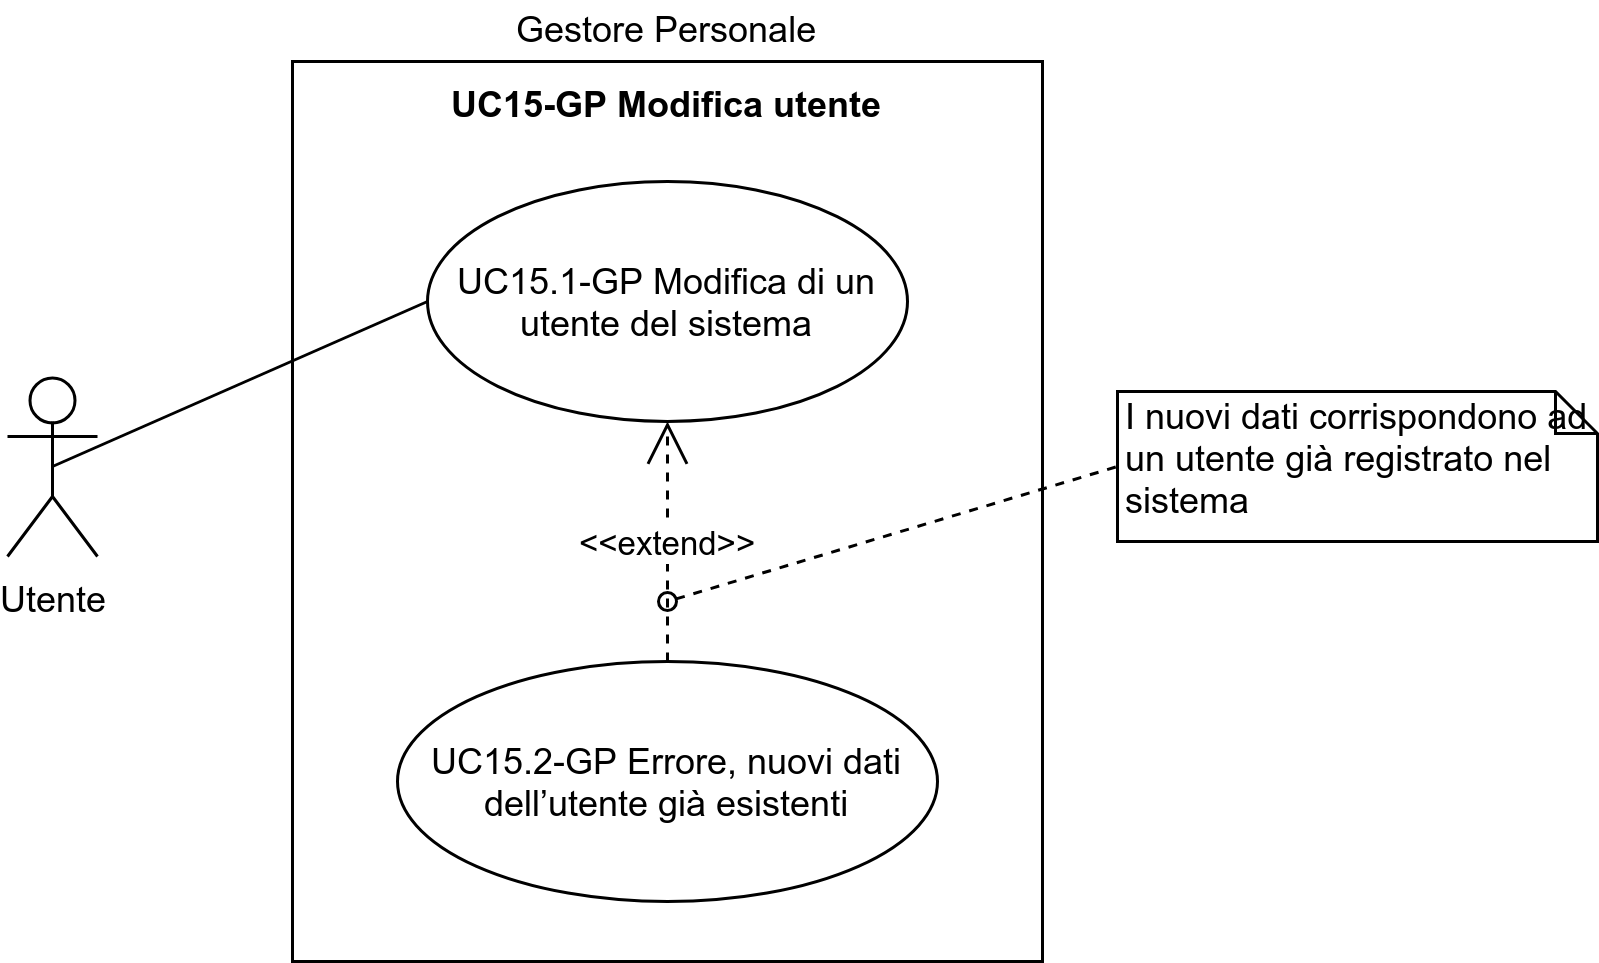 Gestore Personale
UC15-GP Modifica utente
UC15.1-GP Modifica di un
utente del sistema
I nuovi dati corrispondono ad
un utente già registrato nel
sistema
<<extend>>
Utente
UC15.2-GP Errore, nuovi dati
dell’utente già esistenti